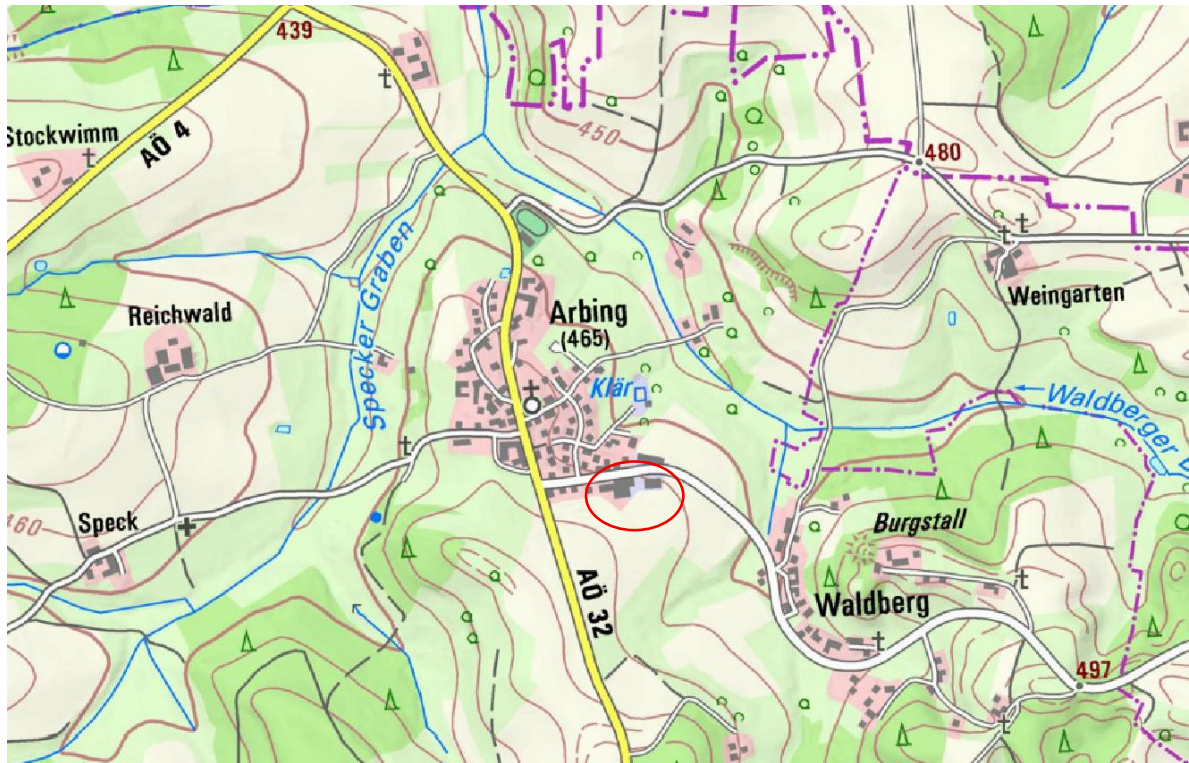 439
Stockwimm
AÖ 4
450
480
Specker Graben
Reichwald
Arbing
(465)
Weingarten
Klär
Waldberger
460
Speck
AÖ 32
Burgstall
Waldberg
497